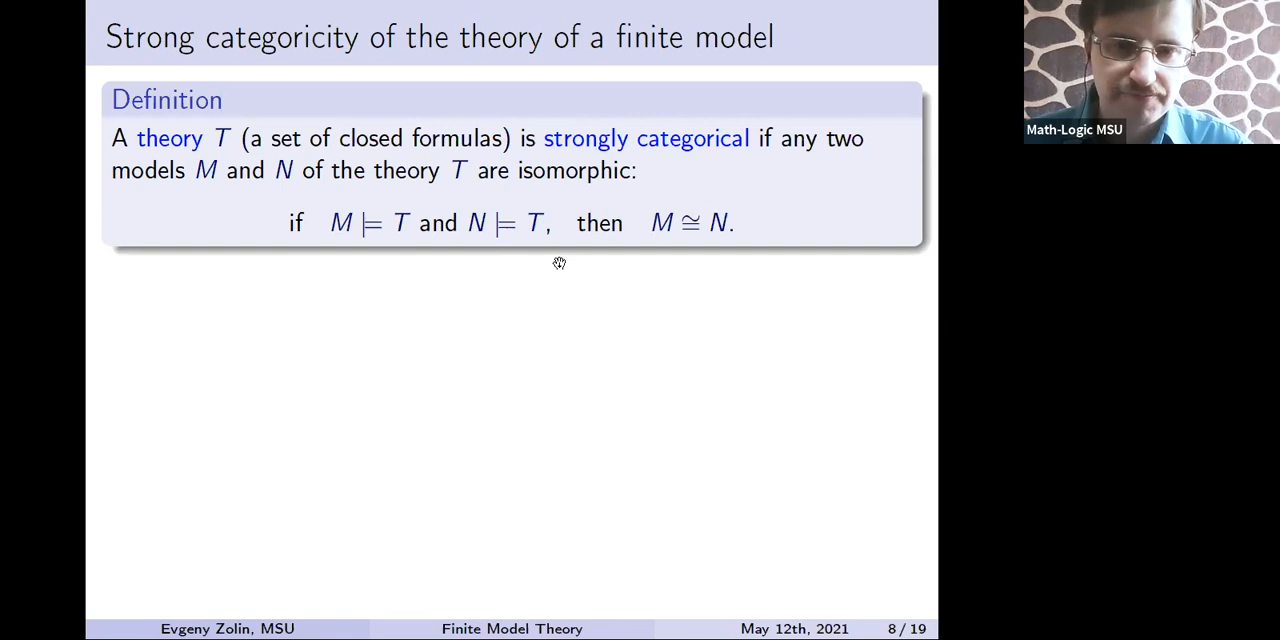 Strong categoricity of the theory of a finite model
Definition
A theory T (a set of closed formulas) is strongly categorical if any two
models M and N of the theory T are isomorphic:
if M ⊨ T and N ⊨ T, then M ≅ N.
Math-Logic MSU
Evgeny Zolin, MSU Finite Model Theory May 12th, 2021 8 / 19